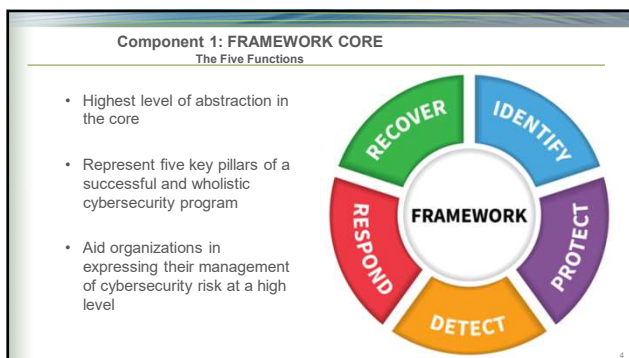 Component 1: FRAMEWORK CORE
The Five Functions
• Highest level of abstraction in
the core
• Represent five key pillars of a
successful and wholistic
cybersecurity program
• Aid organizations in
expressing their management
of cybersecurity risk at a high
level
RECOVER
IDENTIFY
FRAMEWORK
RESPOND
PROTECT
DETECT
4